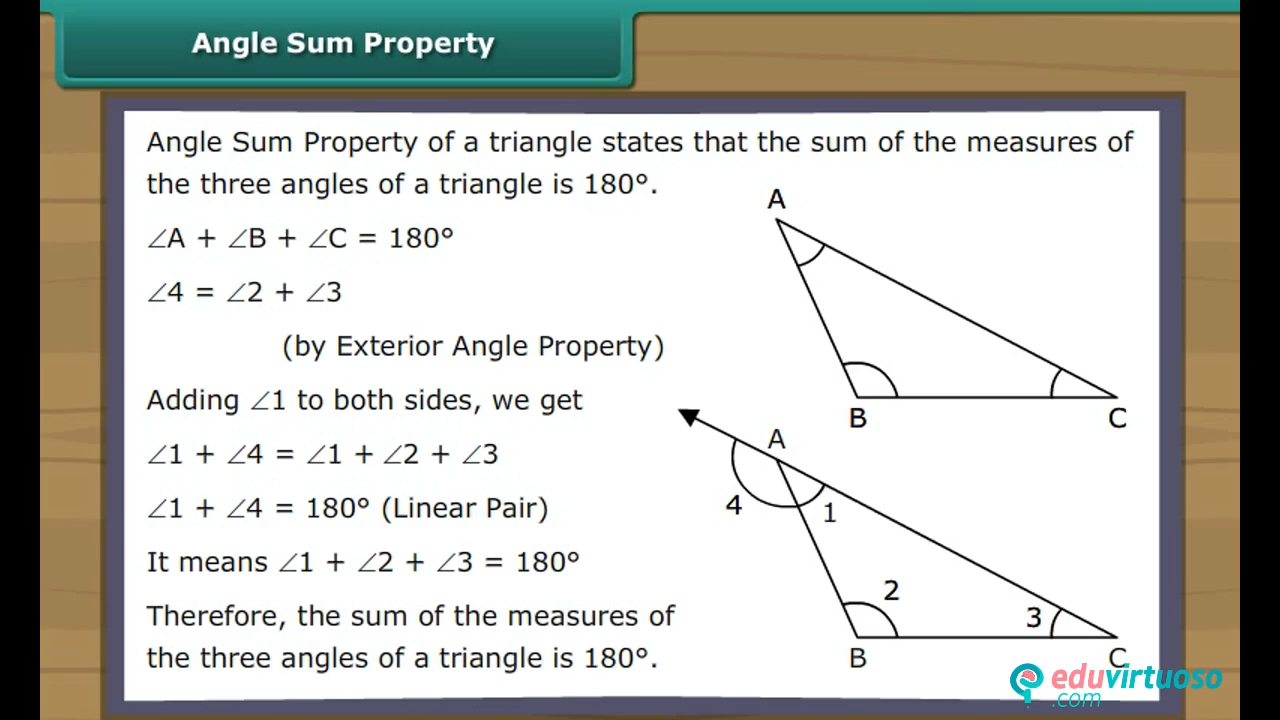 Angle Sum Property
Angle Sum Property of a triangle states that the sum of the measures of
the three angles of a triangle is 180°.
∠A + ∠B + ∠C = 180°
∠4 = ∠2 + ∠3
(by Exterior Angle Property)
Adding ∠1 to both sides, we get
∠1 + ∠4 = ∠1 + ∠2 + ∠3
∠1 + ∠4 = 180° (Linear Pair)
It means ∠1 + ∠2 + ∠3 = 180°
Therefore, the sum of the measures of
the three angles of a triangle is 180°.
A
B C
A
4 1
2
3
B C
eduvirtuoso
.com